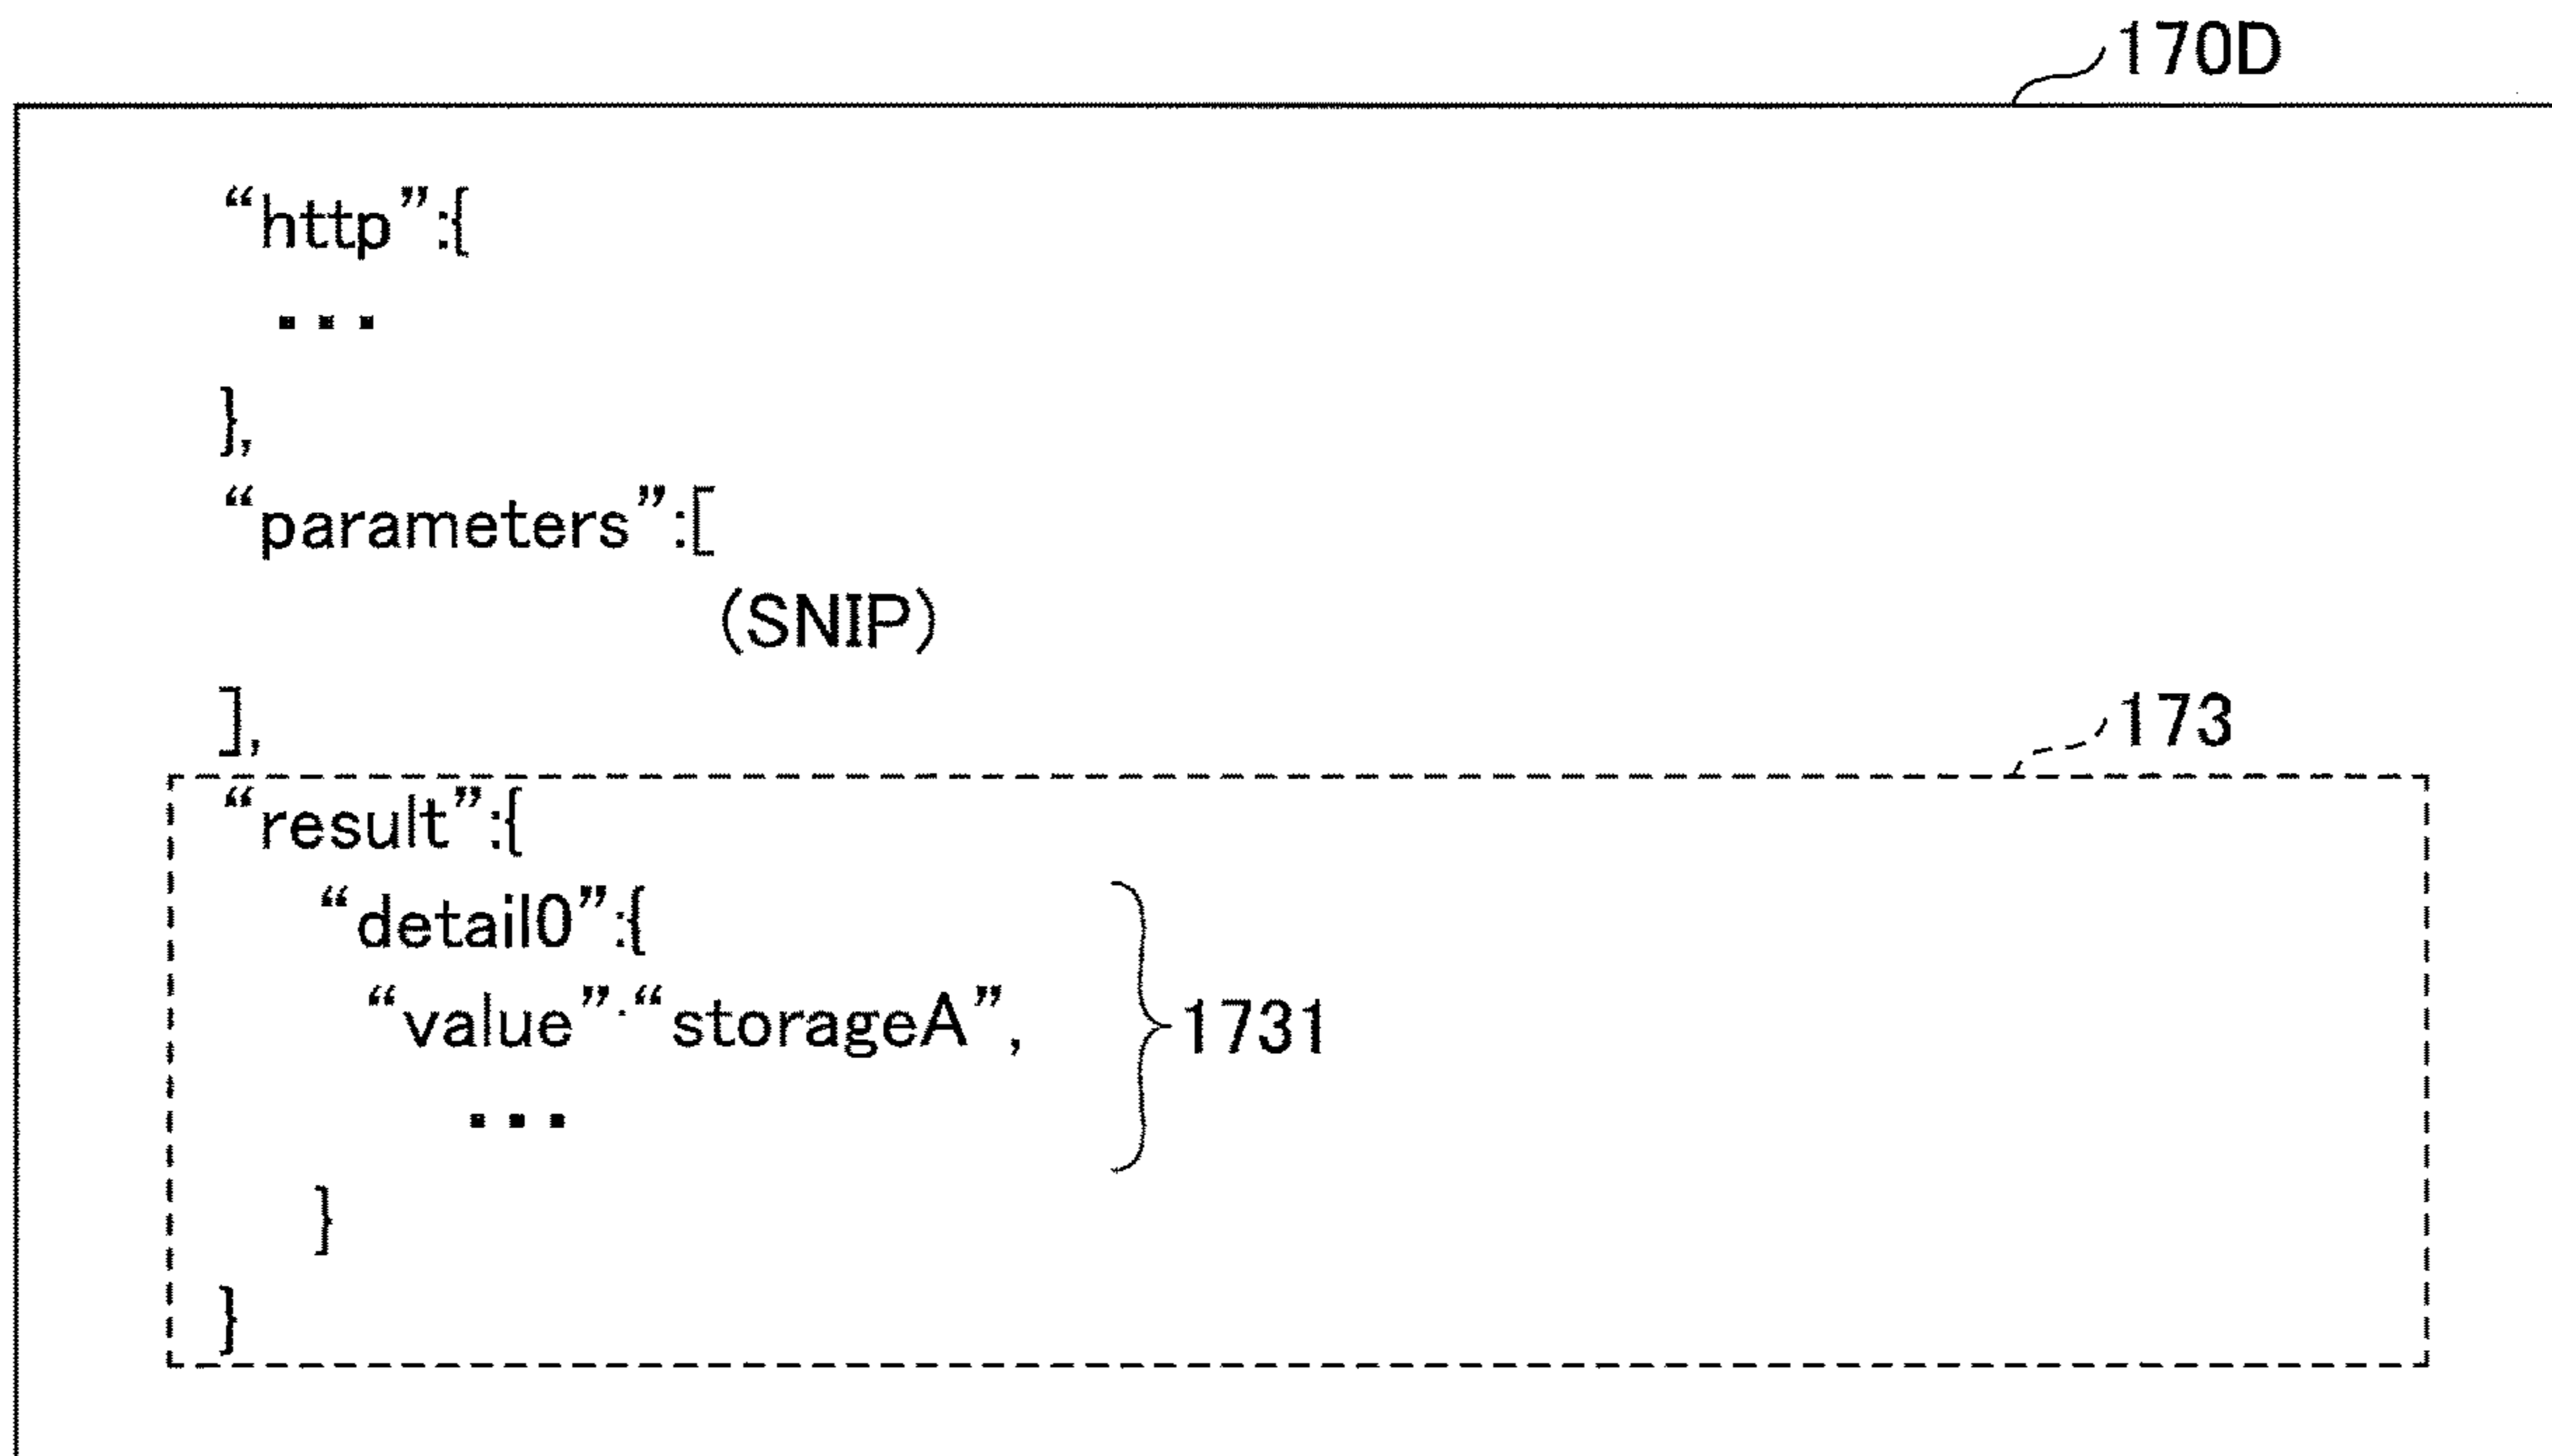 170D
“http”:{
...
},
“parameters”:[
(SNIP)
],
173
“result”:{
“detail0”:{
“value”:“storageA”,
1731
...
}
}